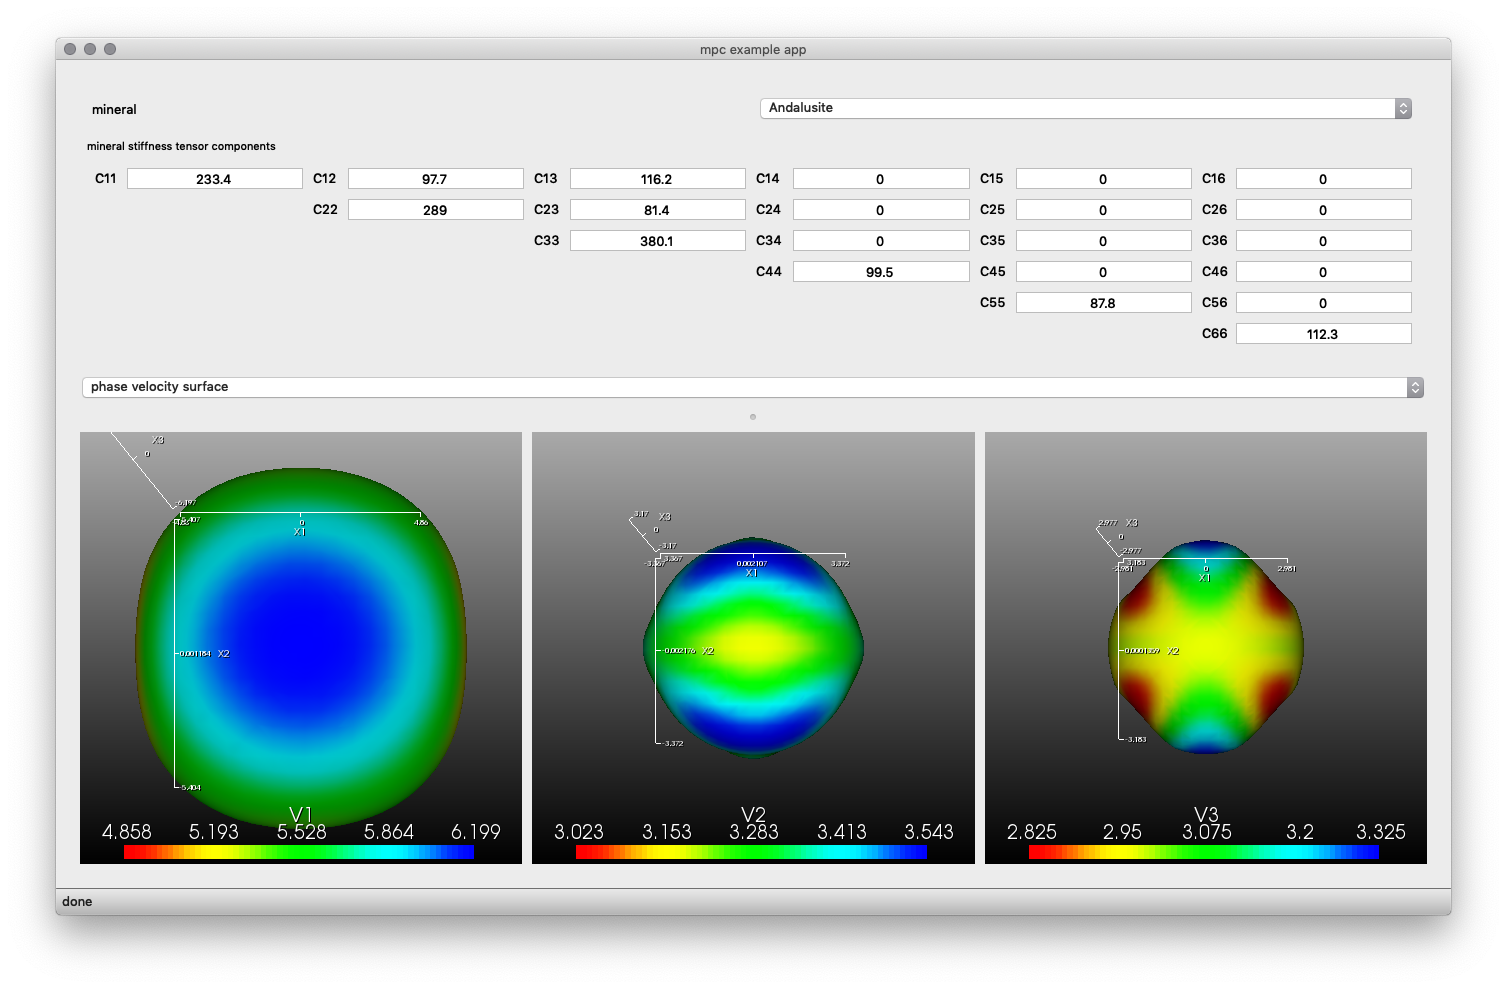 mpc example app
mineral Andalusite
mineral stiffness tensor components
C11 233.4 C12 97.7 C13 116.2 C14 0 C15 0 C16 0
C22 289 C23 81.4 C24 0 C25 0 C26 0
C33 380.1 C34 0 C35 0 C36 0
C44 99.5 C45 0 C46 0
C55 87.8 C56 0
C66 112.3
phase velocity surface
X3
0
-6.197
4.86
0
X1
0.001184 X2
-5.404
V1
4.858 5.193 5.528 5.864 6.199
3.17 X3
0
-3.17
3.367
0.002107
3.372
X1
-0.002176 X2
-3.372
V2
3.023 3.153 3.283 3.413 3.543
2.977 X3
0
-2.977
3.183
-2.981
0
2.981
X1
-0.0001399 X2
-3.183
V3
2.825 2.95 3.075 3.2 3.325
done